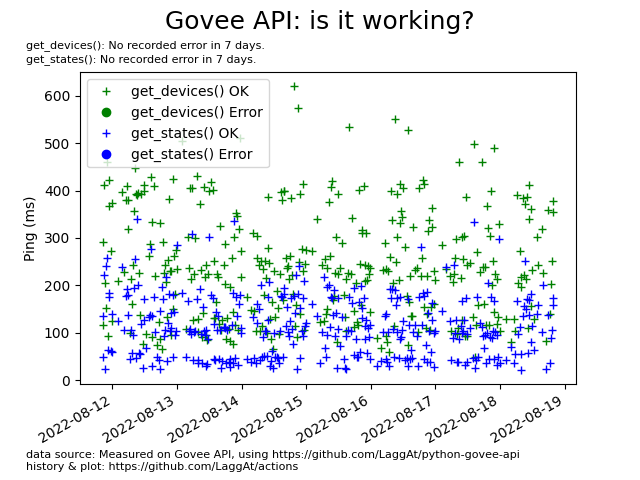 Govee API: is it working?
get_devices(): No recorded error in 7 days.
get_states(): No recorded error in 7 days.
get_devices() OK
get_devices() Error
get_states() OK
get_states() Error
Ping (ms)
600
500
400
300
200
100
0
2022-08-12
2022-08-13
2022-08-14
2022-08-15
2022-08-16
2022-08-17
2022-08-18
2022-08-19
data source: Measured on Govee API, using https://github.com/LaggAt/python-govee-api
history & plot: https://github.com/LaggAt/actions